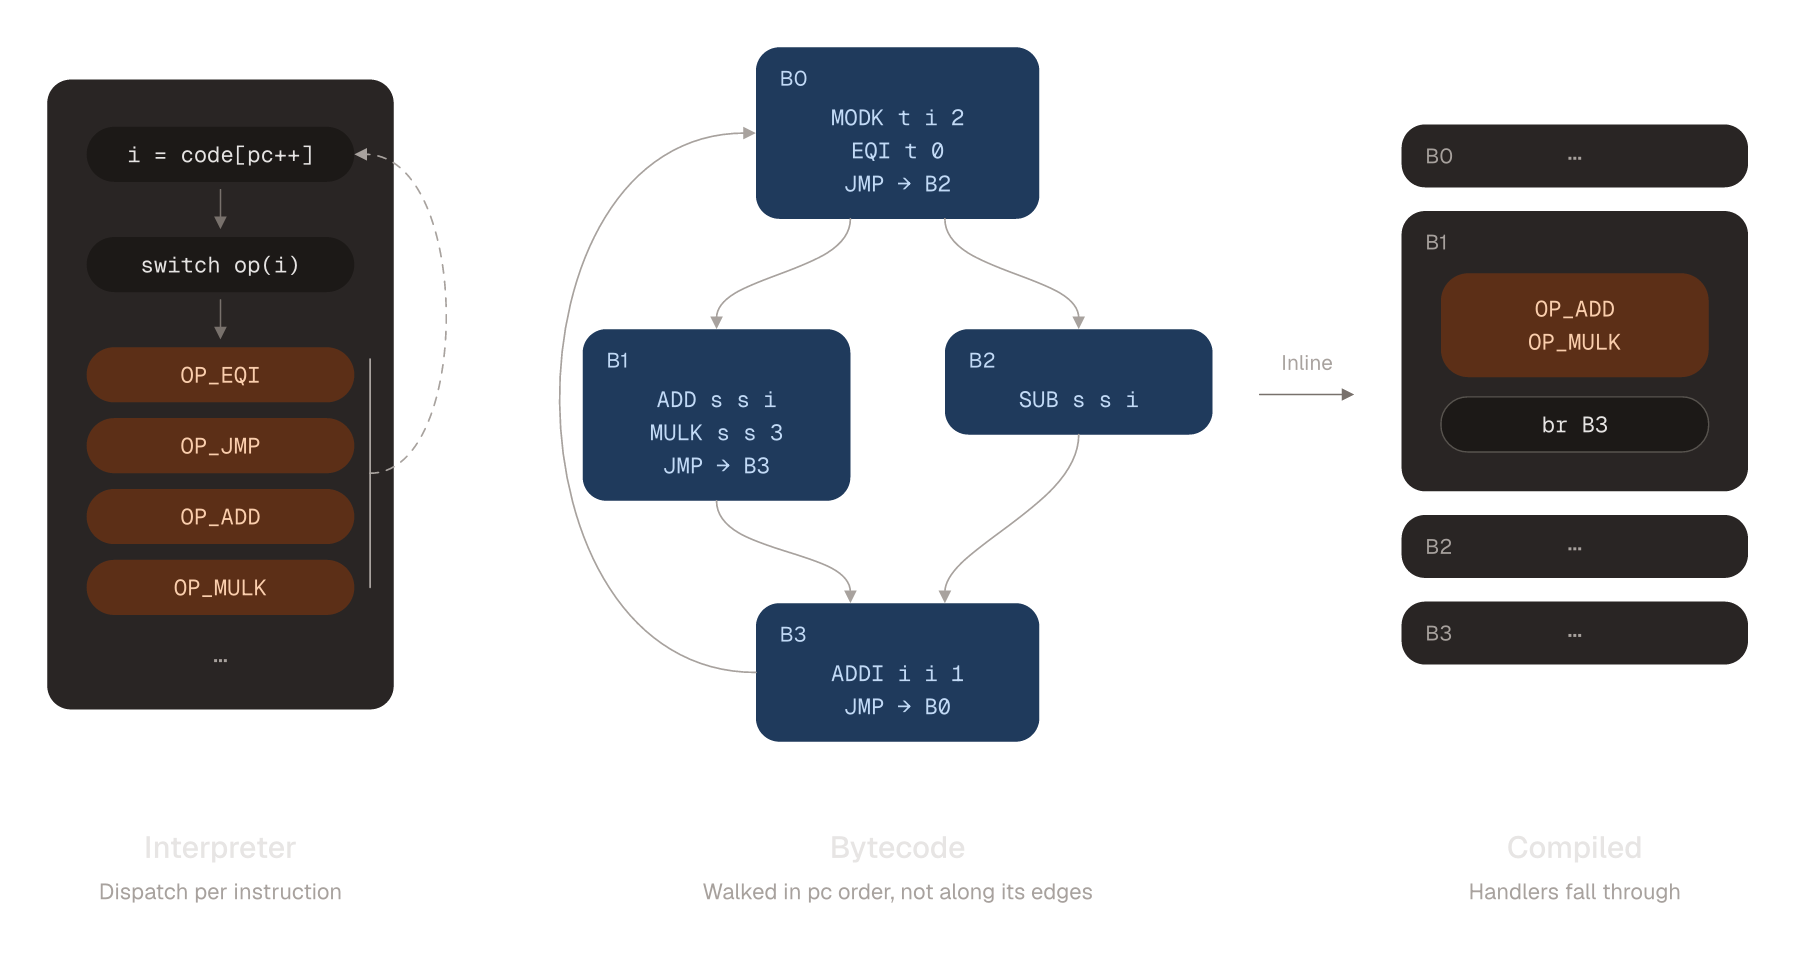 i = code[pc++]
switch op(i)
OP_EQI
OP_JMP
OP_ADD
OP_MULK
…
Interpreter
Dispatch per instruction
B0
MODK t i 2
EQI t 0
JMP → B2
B1
ADD s s i
MULK s s 3
JMP → B3
B2
SUB s s i
B3
ADDI i i 1
JMP → B0
Bytecode
Walked in pc order, not along its edges
Inline
B0 …
B1
OP_ADD
OP_MULK
br B3
B2 …
B3 …
Compiled
Handlers fall through